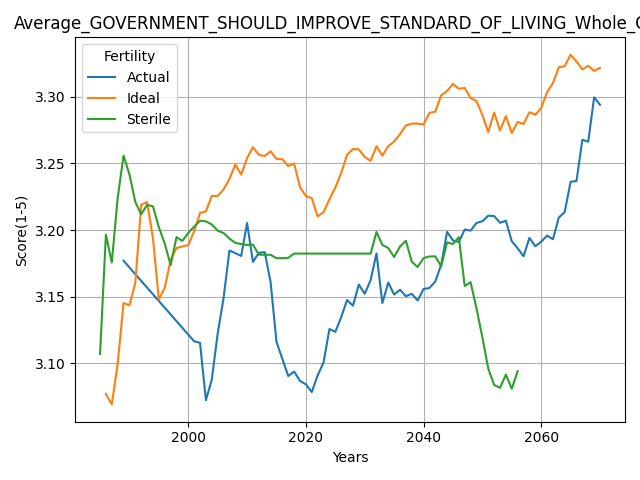 Average_GOVERNMENT_SHOULD_IMPROVE_STANDARD_OF_LIVING_Whole_
Fertility
Actual
Ideal
Sterile
Score(1-5)
3.30
3.25
3.20
3.15
3.10
2000 2020 2040 2060
Years